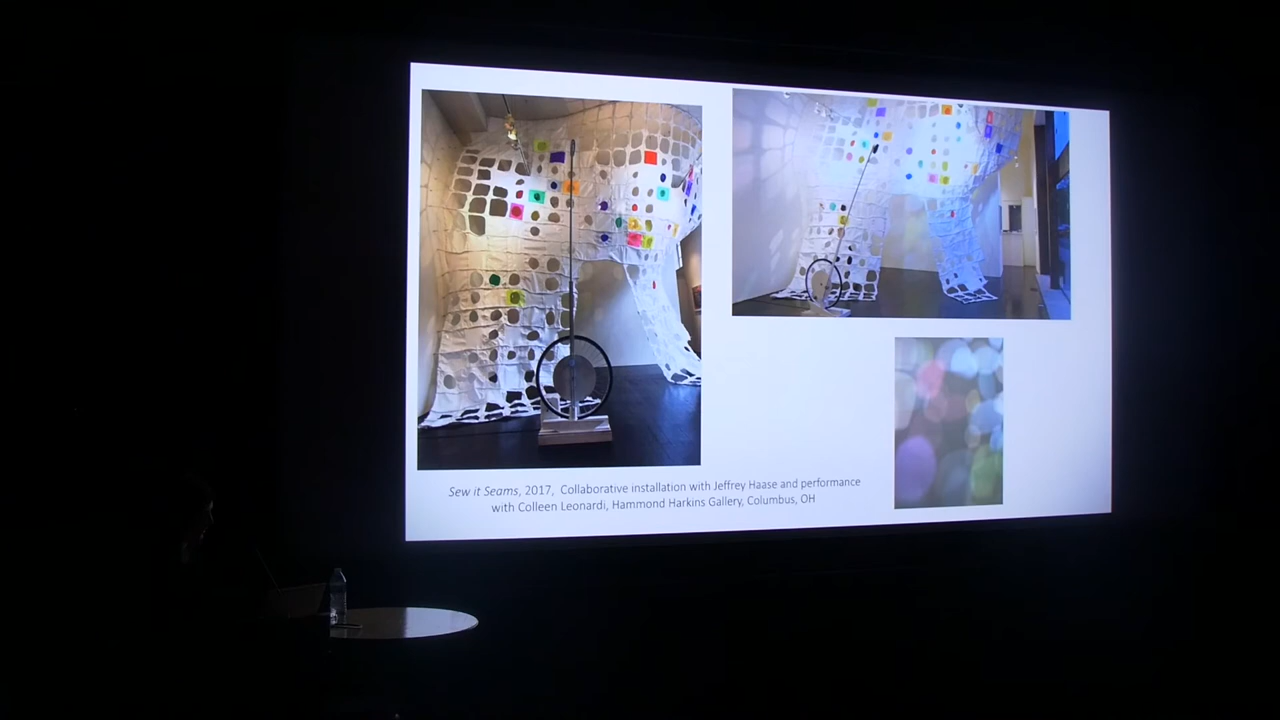 Sew it Seams, 2017,  Collaborative installation with Jeffrey Haase and performance
with Colleen Leonardi, Hammond Harkins Gallery, Columbus, OH